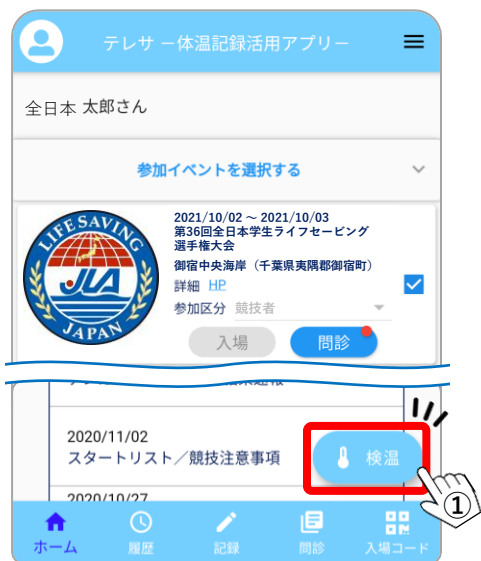 テレサ －体温記録活用アプリ－
全日本 太郎さん
参加イベントを選択する
LIFE SAVING
JLA
JAPAN
2021/10/02 ～ 2021/10/03
第36回全日本学生ライフセービング
選手権大会
御宿中央海岸（千葉県夷隅郡御宿町）
詳細 HP
参加区分 競技者
入場 問診
2020/11/02
スタートリスト／競技注意事項
検温
①
2020/10/27
ホーム 履歴 記録 問診 入場コード